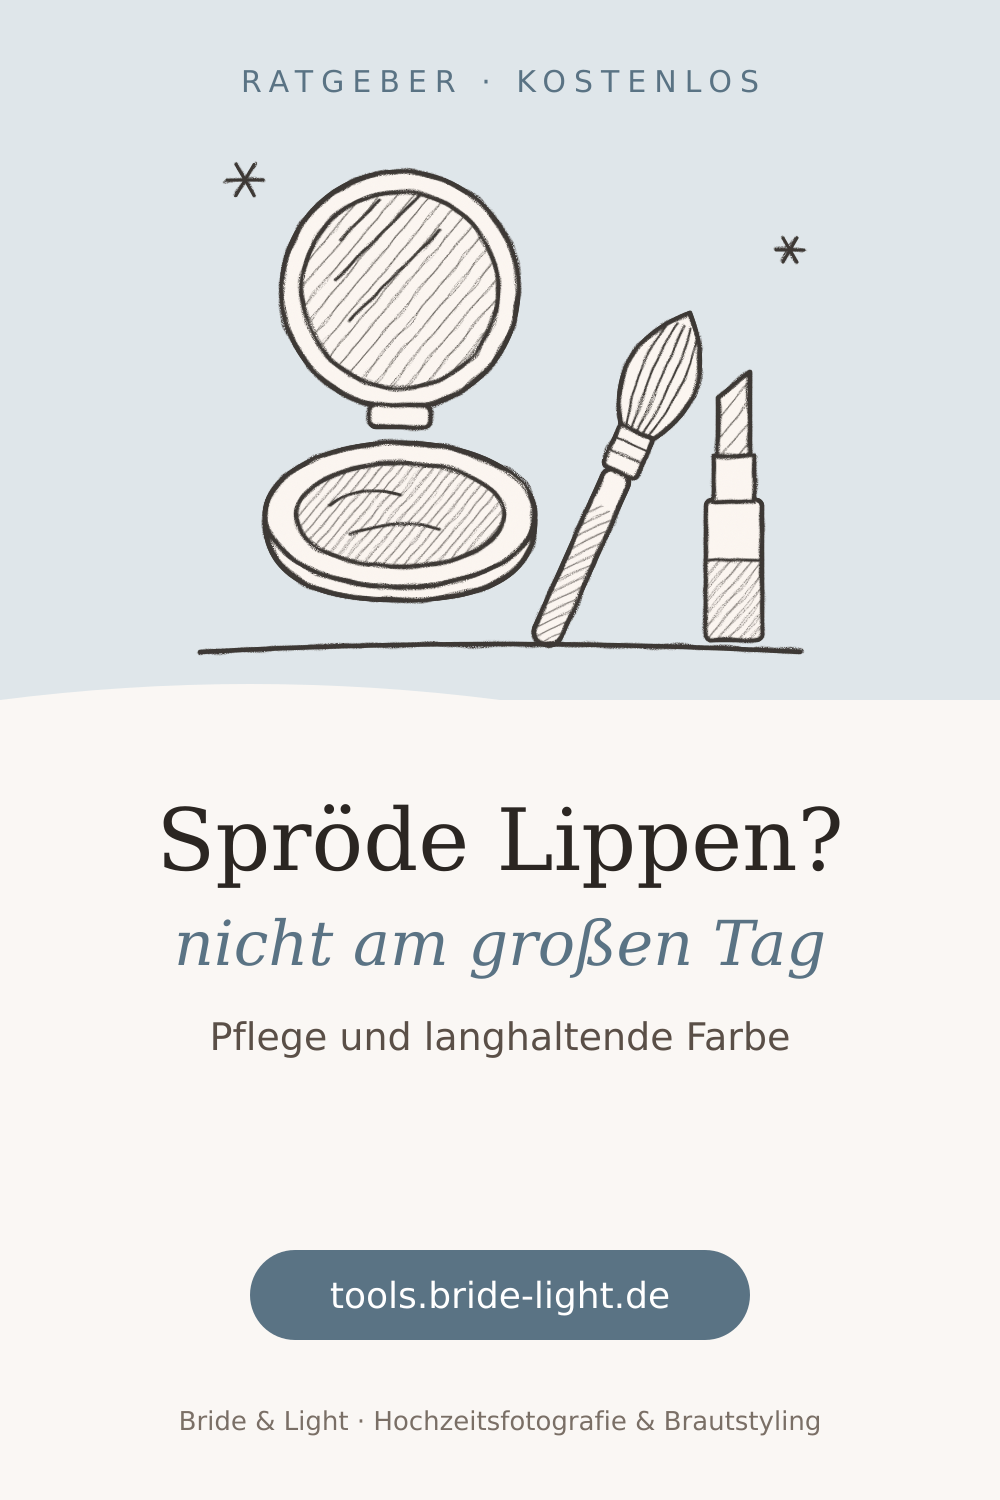 RATGEBER · KOSTENLOS
Spröde Lippen?
nicht am großen Tag
Pflege und langhaltende Farbe
tools.bride-light.de
Bride & Light · Hochzeitsfotografie & Brautstyling